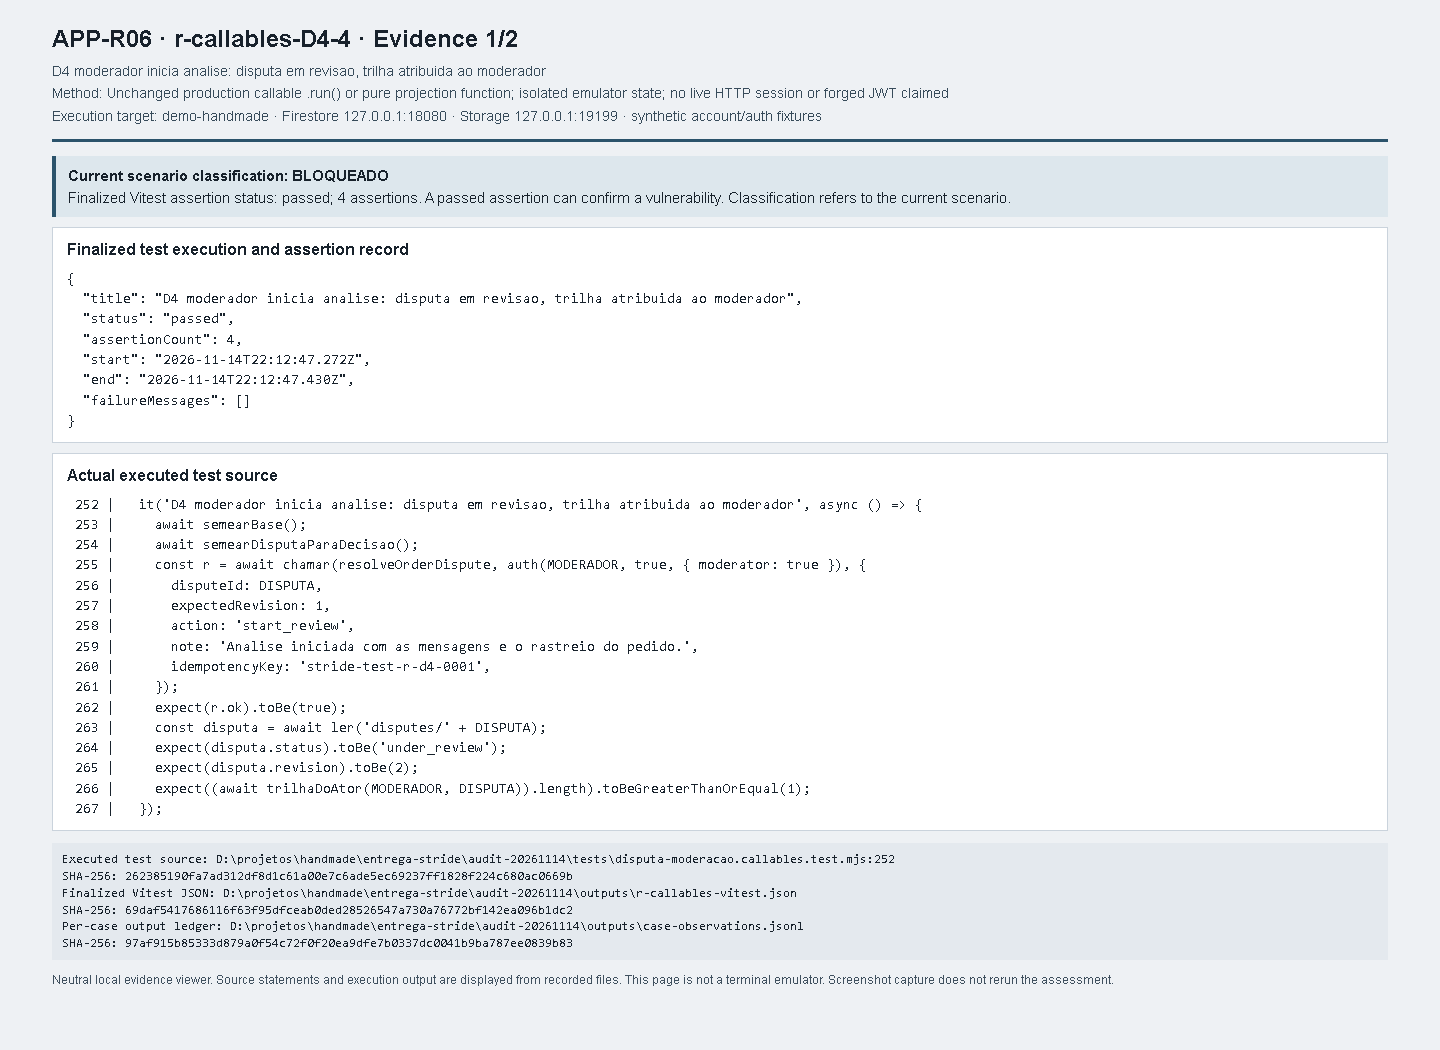 APP-R06 · r-callables-D4-4 · Evidence 1/2
D4 moderador inicia analise: disputa em revisao, trilha atribuida ao moderador
Method: Unchanged production callable .run() or pure projection function; isolated emulator state; no live HTTP session or forged JWT claimed
Execution target: demo-handmade · Firestore 127.0.0.1:18080 · Storage 127.0.0.1:19199 · synthetic account/auth fixtures
Current scenario classification: BLOQUEADO
Finalized Vitest assertion status: passed; 4 assertions. A passed assertion can confirm a vulnerability. Classification refers to the current scenario.
Finalized test execution and assertion record
{
  "title": "D4 moderador inicia analise: disputa em revisao, trilha atribuida ao moderador",
  "status": "passed",
  "assertionCount": 4,
  "start": "2026-11-14T22:12:47.272Z",
  "end": "2026-11-14T22:12:47.430Z",
  "failureMessages": []
}
Actual executed test source
252 |   it('D4 moderador inicia analise: disputa em revisao, trilha atribuida ao moderador', async () => {
253 |     await semearBase();
254 |     await semearDisputaParaDecisao();
255 |     const r = await chamar(resolveOrderDispute, auth(MODERADOR, true, { moderator: true }), {
256 |       disputeId: DISPUTA,
257 |       expectedRevision: 1,
258 |       action: 'start_review',
259 |       note: 'Analise iniciada com as mensagens e o rastreio do pedido.',
260 |       idempotencyKey: 'stride-test-r-d4-0001',
261 |     });
262 |     expect(r.ok).toBe(true);
263 |     const disputa = await ler('disputes/' + DISPUTA);
264 |     expect(disputa.status).toBe('under_review');
265 |     expect(disputa.revision).toBe(2);
266 |     expect((await trilhaDoAtor(MODERADOR, DISPUTA)).length).toBeGreaterThanOrEqual(1);
267 |   });
Executed test source: D:\projetos\handmade\entrega-stride\audit-20261114\tests\disputa-moderacao.callables.test.mjs:252
SHA-256: 262385190fa7ad312df8d1c61a00e7c6ade5ec69237ff1828f224c680ac0669b
Finalized Vitest JSON: D:\projetos\handmade\entrega-stride\audit-20261114\outputs\r-callables-vitest.json
SHA-256: 69daf5417686116f63f95dfceab0ded28526547a730a76772bf142ea096b1dc2
Per-case output ledger: D:\projetos\handmade\entrega-stride\audit-20261114\outputs\case-observations.jsonl
SHA-256: 97af915b85333d879a0f54c72f0f20ea9dfe7b0337dc0041b9ba787ee0839b83
Neutral local evidence viewer. Source statements and execution output are displayed from recorded files. This page is not a terminal emulator. Screenshot capture does not rerun the assessment.